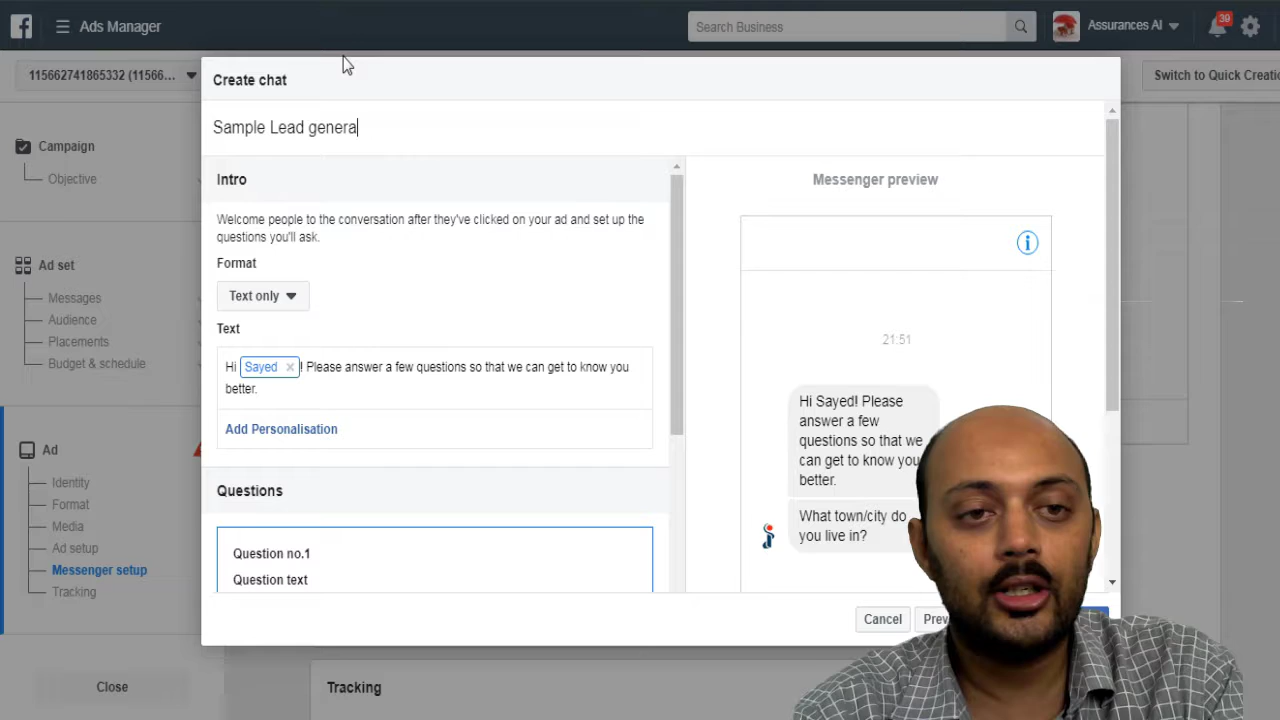 Ads Manager
Search Business
Assurances AI
39
115662741865332 (11566...
Switch to Quick Creatio
Create chat
Sample Lead genera
Campaign
Objective
Ad set
Messages
Audience
Placements
Budget & schedule
Ad
Identity
Format
Media
Ad setup
Messenger setup
Tracking
Close
Intro
Welcome people to the conversation after they've clicked on your ad and set up the
questions you'll ask.
Format
Text only
Text
Hi Sayed ! Please answer a few questions so that we can get to know you
better.
Add Personalisation
Questions
Question no.1
Question text
Messenger preview
21:51
Hi Sayed! Please
answer a few
questions so that we
can get to know you
better.
What town/city do
you live in?
Cancel
Prev
Tracking